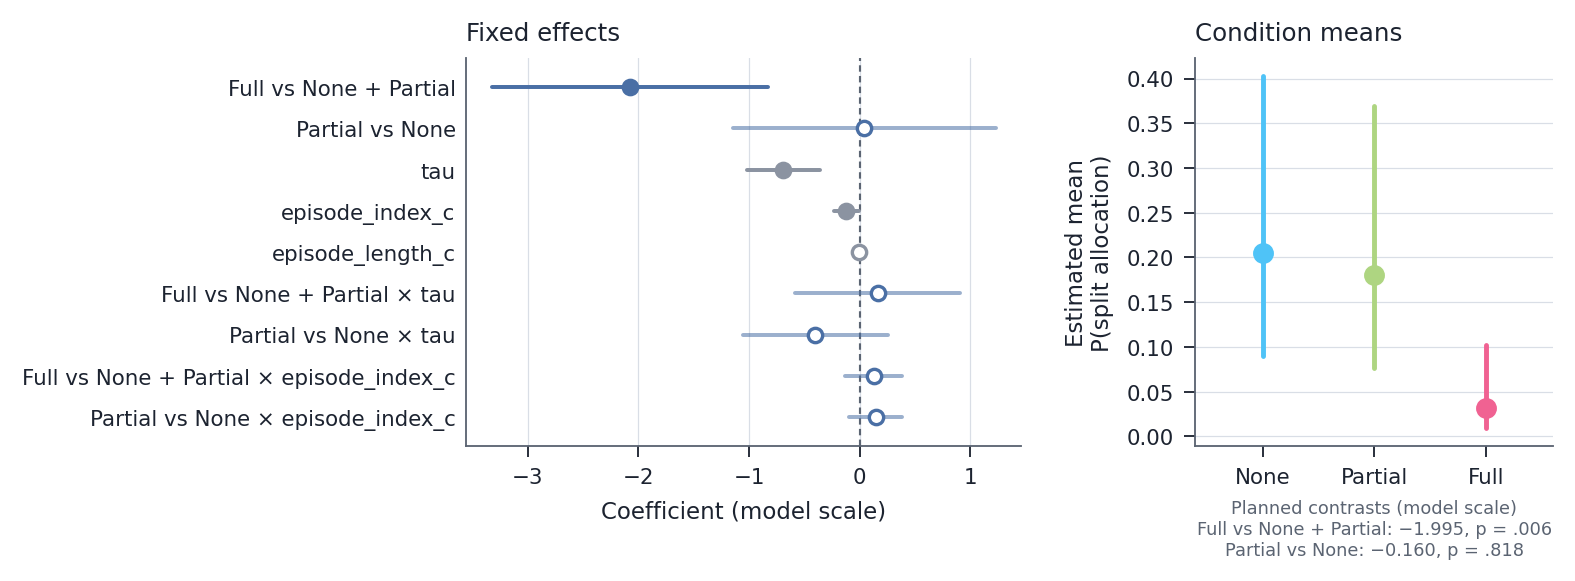 Fixed effects
Full vs None + Partial
Partial vs None
tau
episode_index_c
episode_length_c
Full vs None + Partial × tau
Partial vs None × tau
Full vs None + Partial × episode_index_c
Partial vs None × episode_index_c
−3 −2 −1 0 1
Coefficient (model scale)
Condition means
Estimated mean
P(split allocation)
0.40
0.35
0.30
0.25
0.20
0.15
0.10
0.05
0.00
None Partial Full
Planned contrasts (model scale)
Full vs None + Partial: −1.995, p = .006
Partial vs None: −0.160, p = .818